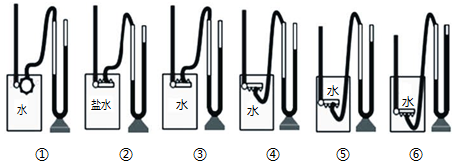 水 盐水 水 水 水 水
① ② ③ ④ ⑤ ⑥